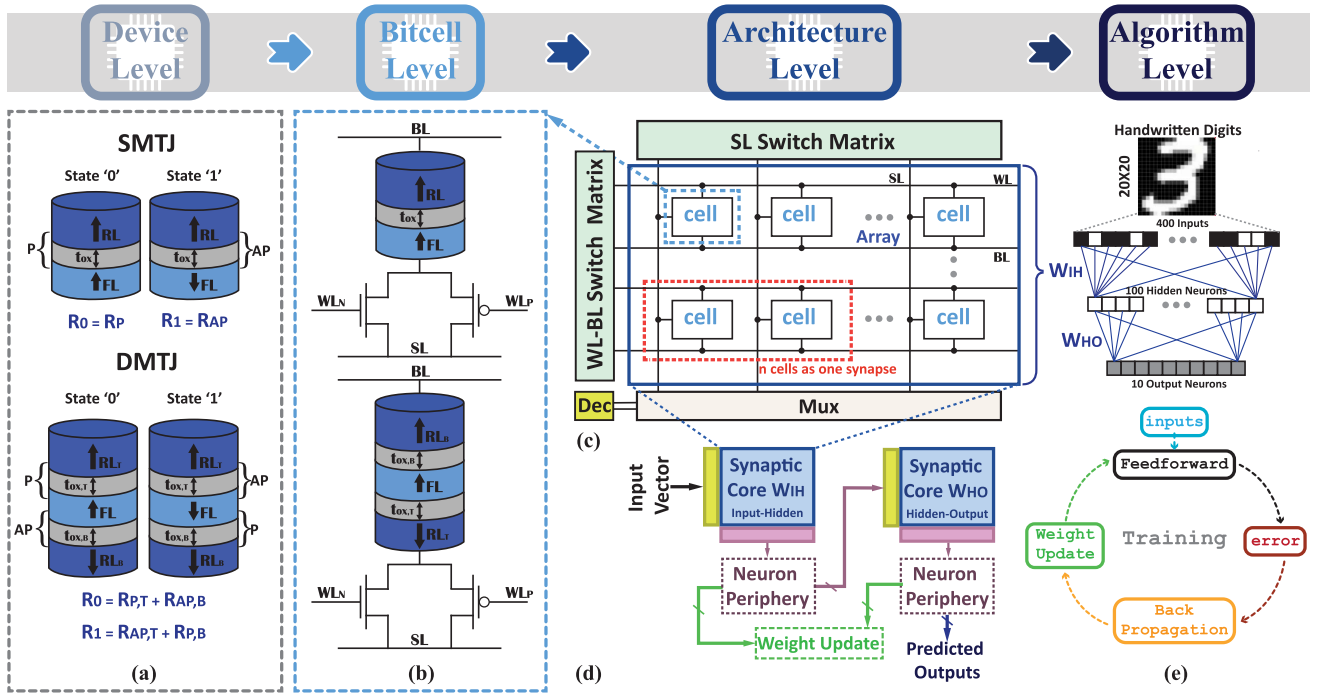 Device
Level
Bitcell
Level
Architecture
Level
Algorithm
Level
SMTJ
State ‘0’
State ‘1’
RL
RL
P
tox
tox
AP
FL
FL
R0 = RP
R1 = RAP
DMTJ
State ‘0’
State ‘1’
RLT
RLT
P
tox,T
tox,T
AP
FL
FL
AP
tox,B
tox,B
P
RLB
RLB
R0 = RP,T + RAP,B
R1 = RAP,T + RP,B
(a)
BL
RL
tox
FL
WLN
WLP
SL
BL
RLB
tox,B
FL
tox,T
RLT
WLN
WLP
SL
(b)
SL Switch Matrix
WL-BL Switch Matrix
SL
WL
cell
cell
cell
Array
BL
cell
cell
cell
n cells as one synapse
WIH
Dec
Mux
(c)
Input
Vector
Synaptic
Core WIH
Input-Hidden
Synaptic
Core WHO
Hidden-Output
Neuron
Periphery
Neuron
Periphery
Weight Update
Predicted
Outputs
(d)
Handwritten Digits
20X20
3
400 Inputs
100 Hidden Neurons
WHO
10 Output Neurons
inputs
Feedforward
Weight
Update
Training
error
Back
Propagation
(e)